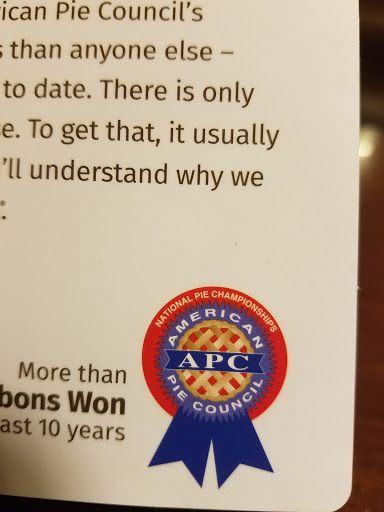 ican Pie Council's
s than anyone else –
to date. There is only
e. To get that, it usually
'll understand why we
NATIONAL PIE CHAMPIONSHIPS
AMERICAN
APC
PIE COUNCIL
More than
bons Won
ast 10 years